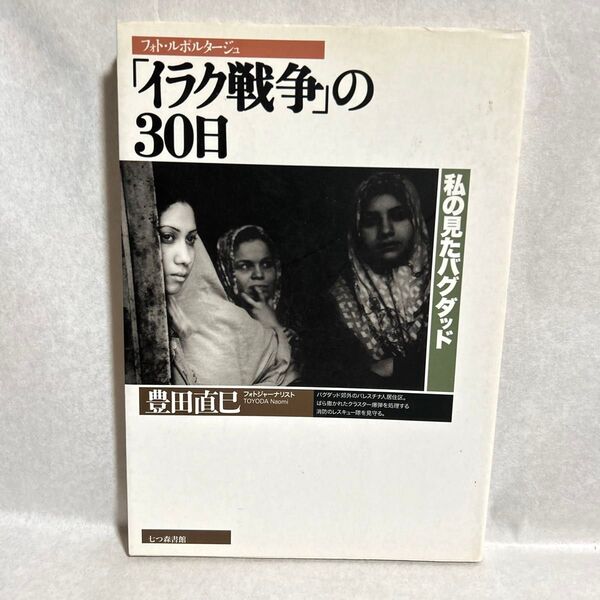 フォト・ルポルタージュ
「イラク戦争」の
30日
私の見たバグダッド
豊田直巳
フォトジャーナリスト
TOYODA Naomi
バグダッド郊外のパレスチナ人居住区。
ばら撒かれたクラスター爆弾を処理する
消防のレスキュー隊を見守る。
七つ森書館